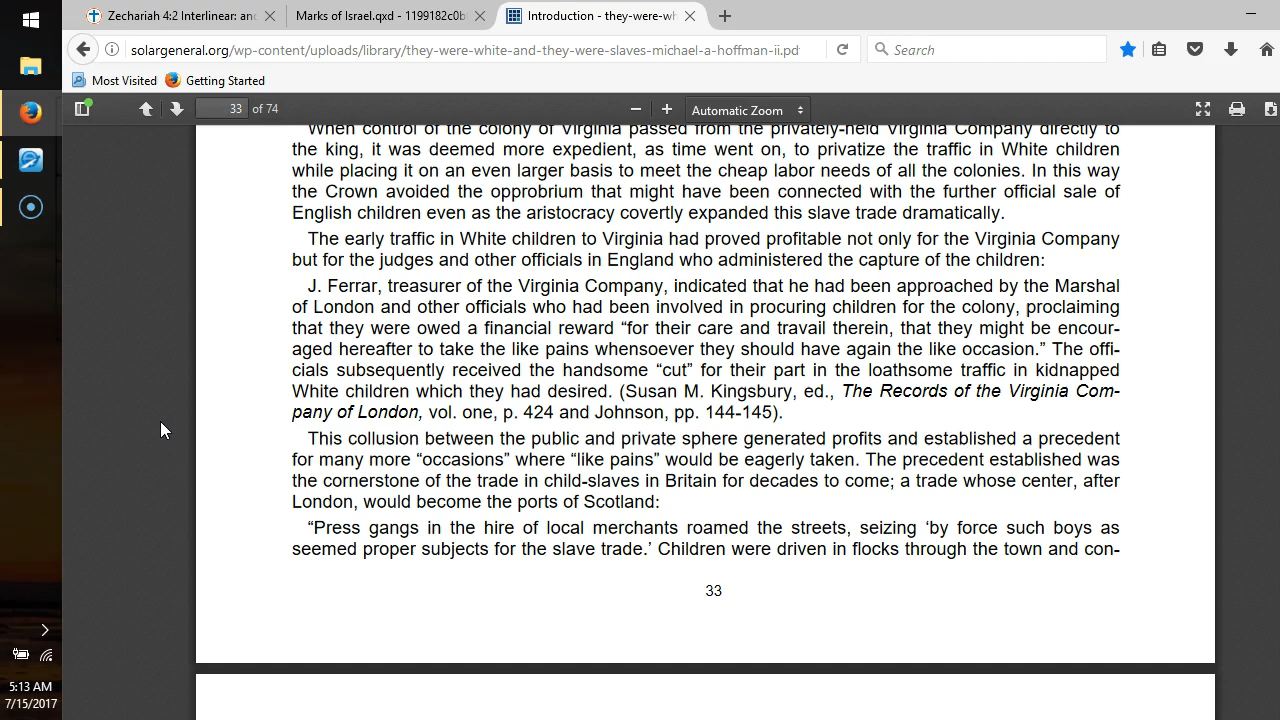 Zechariah 4:2 Interlinear: and
Marks of Israel.qxd - 1199182c0b
Introduction - they-were-wh
solargeneral.org/wp-content/uploads/library/they-were-white-and-they-were-slaves-michael-a-hoffman-ii.pdf
Search
Most Visited
Getting Started
33 of 74
Automatic Zoom
When control of the colony of Virginia passed from the privately-held Virginia Company directly to
the king, it was deemed more expedient, as time went on, to privatize the traffic in White children
while placing it on an even larger basis to meet the cheap labor needs of all the colonies. In this way
the Crown avoided the opprobrium that might have been connected with the further official sale of
English children even as the aristocracy covertly expanded this slave trade dramatically.
The early traffic in White children to Virginia had proved profitable not only for the Virginia Company
but for the judges and other officials in England who administered the capture of the children:
J. Ferrar, treasurer of the Virginia Company, indicated that he had been approached by the Marshal
of London and other officials who had been involved in procuring children for the colony, proclaiming
that they were owed a financial reward “for their care and travail therein, that they might be encour-
aged hereafter to take the like pains whensoever they should have again the like occasion.” The offi-
cials subsequently received the handsome “cut” for their part in the loathsome traffic in kidnapped
White children which they had desired. (Susan M. Kingsbury, ed., The Records of the Virginia Com-
pany of London, vol. one, p. 424 and Johnson, pp. 144-145).
This collusion between the public and private sphere generated profits and established a precedent
for many more “occasions” where “like pains” would be eagerly taken. The precedent established was
the cornerstone of the trade in child-slaves in Britain for decades to come; a trade whose center, after
London, would become the ports of Scotland:
“Press gangs in the hire of local merchants roamed the streets, seizing ‘by force such boys as
seemed proper subjects for the slave trade.’ Children were driven in flocks through the town and con-
33
5:13 AM
7/15/2017